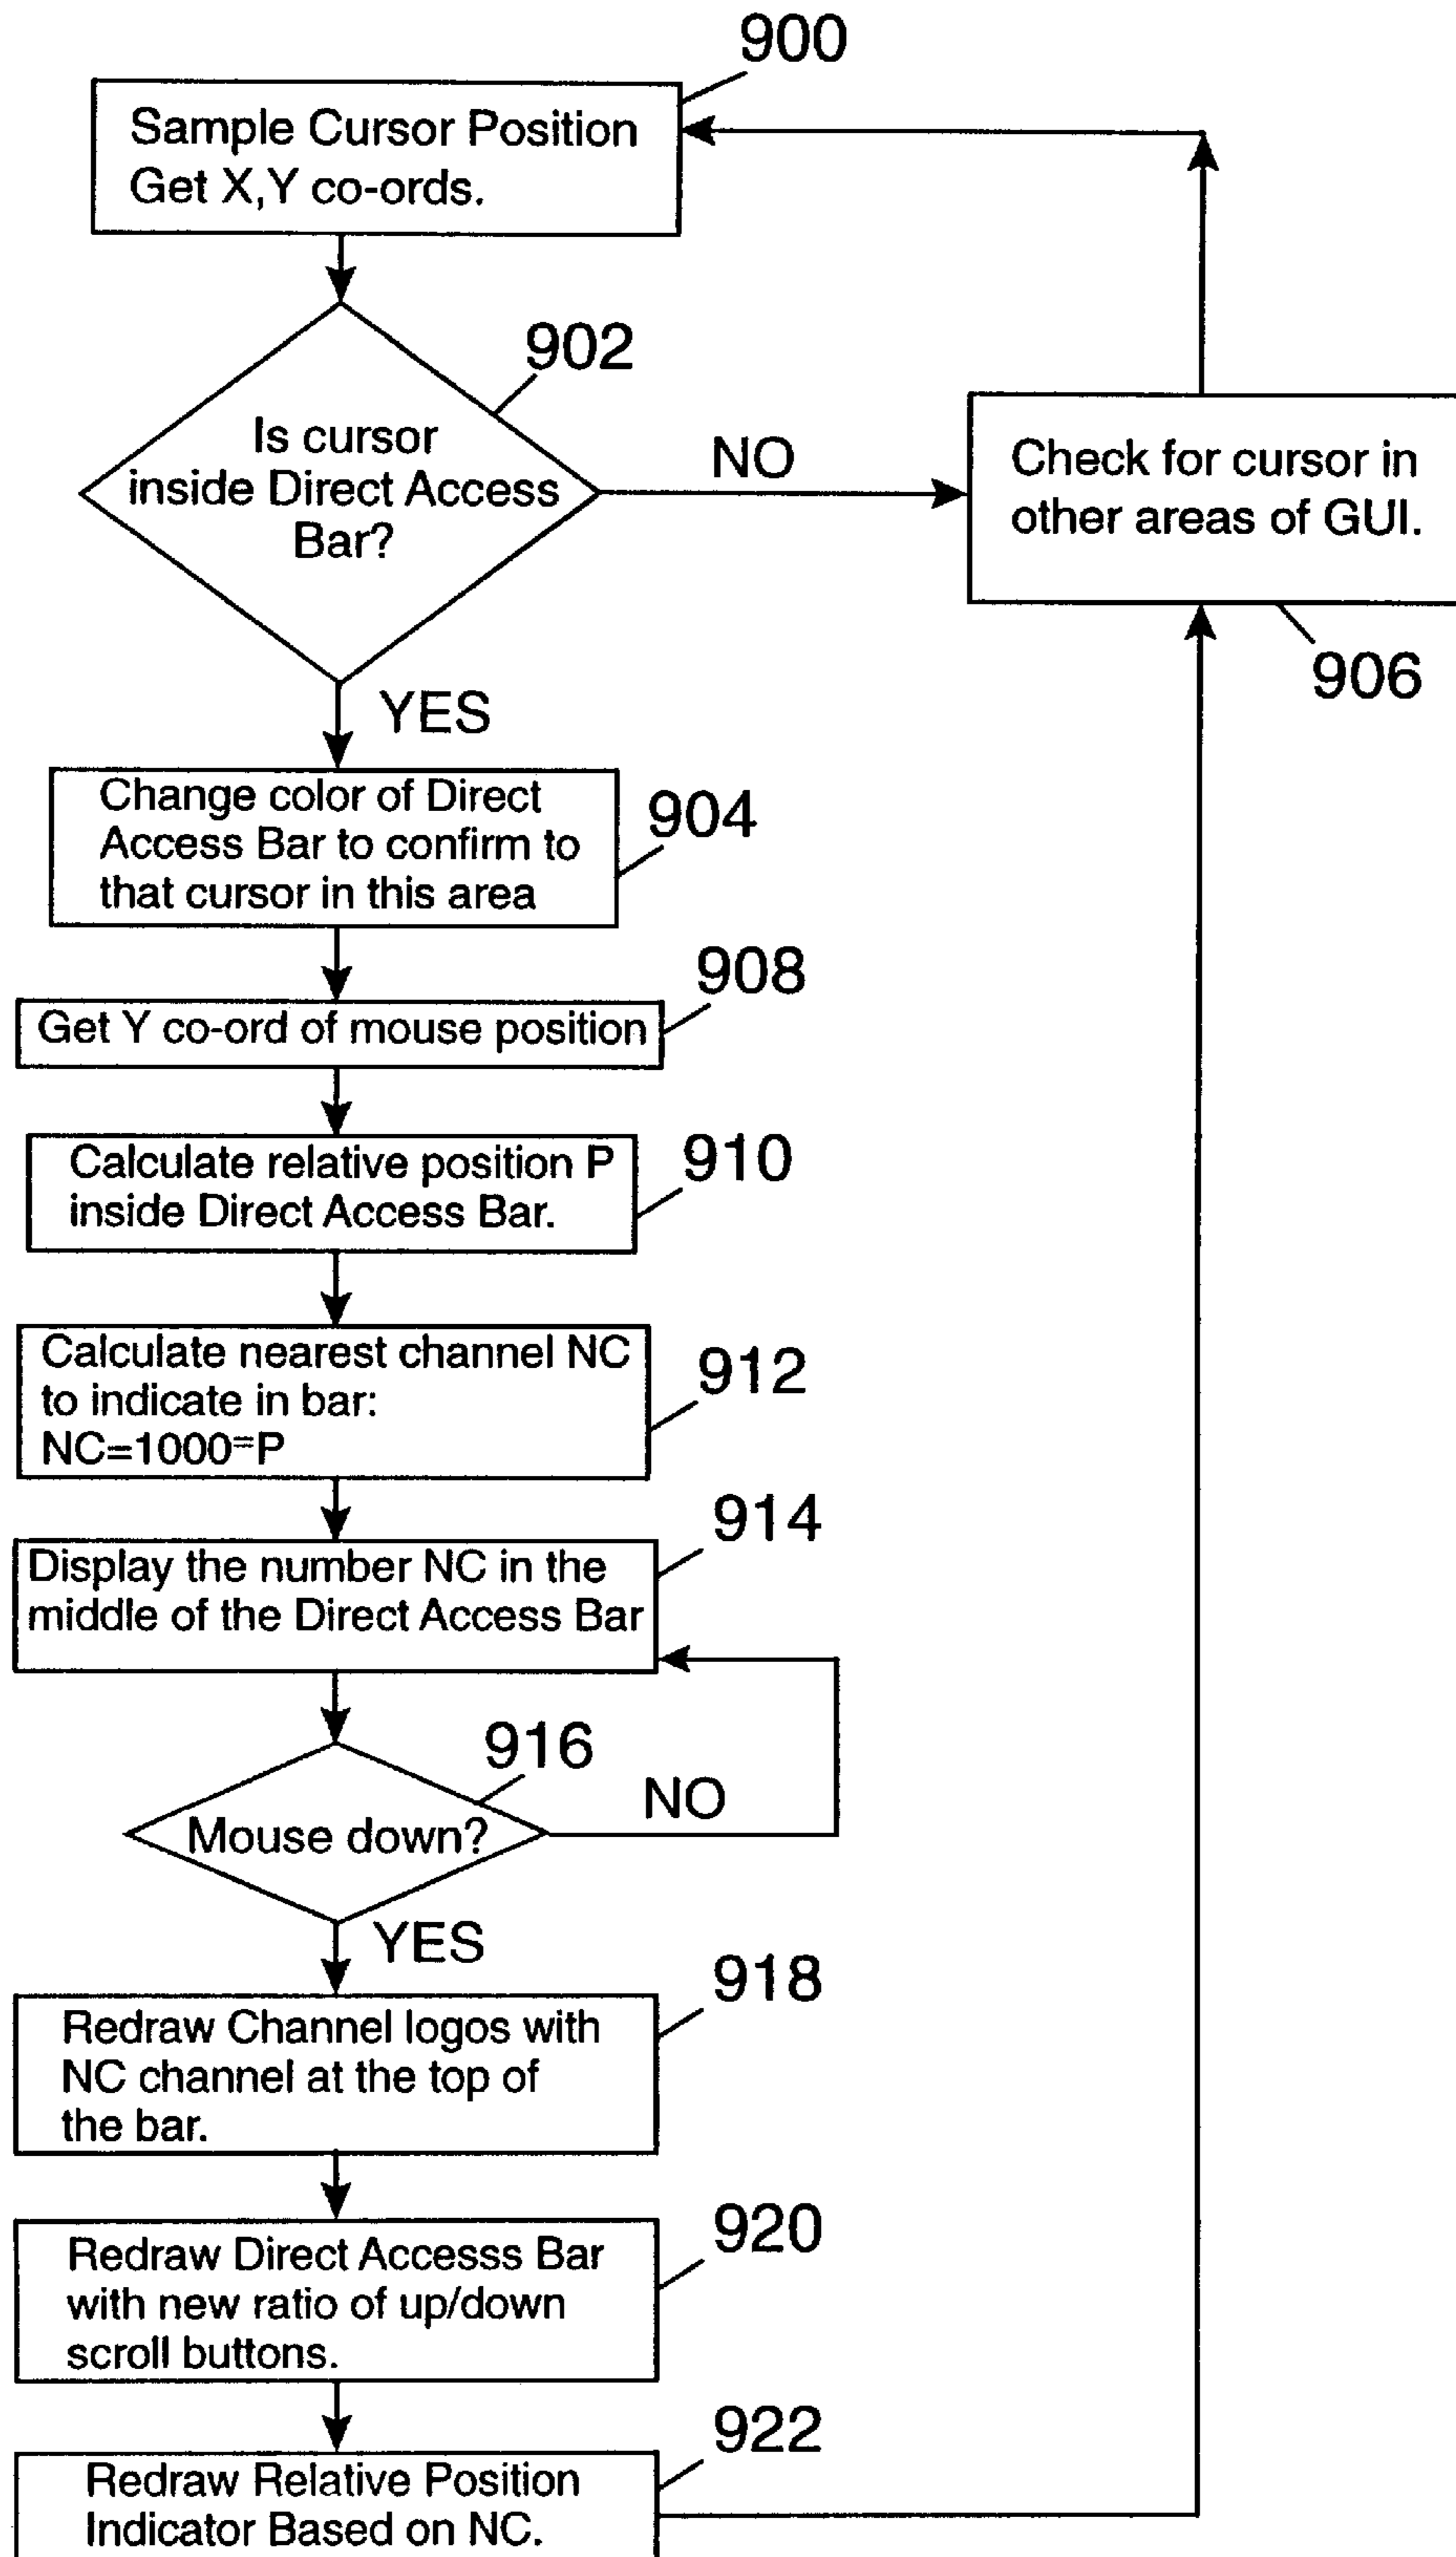 900
Sample Cursor Position
Get X,Y co-ords.
902
Is cursor
inside Direct Access
Bar?
NO
Check for cursor in
other areas of GUI.
906
YES
Change color of Direct
Access Bar to confirm to
that cursor in this area
904
908
Get Y co-ord of mouse position
Calculate relative position P
inside Direct Access Bar.
910
Calculate nearest channel NC
to indicate in bar:
NC=1000=P
912
914
Display the number NC in the
middle of the Direct Access Bar
916
NO
Mouse down?
YES
918
Redraw Channel logos with
NC channel at the top of
the bar.
920
Redraw Direct Accesss Bar
with new ratio of up/down
scroll buttons.
922
Redraw Relative Position
Indicator Based on NC.